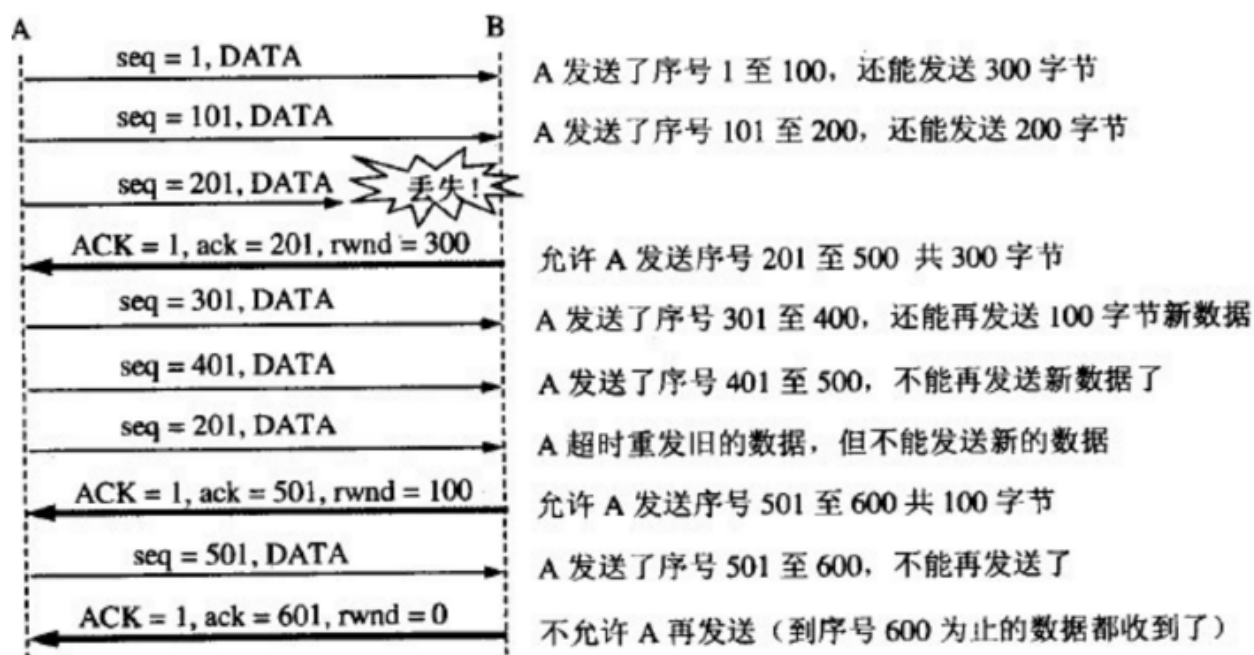 A B
seq = 1, DATA A 发送了序号 1 至 100，还能发送 300 字节
seq = 101, DATA A 发送了序号 101 至 200，还能发送 200 字节
seq = 201, DATA 丢失！
ACK = 1, ack = 201, rwnd = 300 允许 A 发送序号 201 至 500 共 300 字节
seq = 301, DATA A 发送了序号 301 至 400，还能再发送 100 字节新数据
seq = 401, DATA A 发送了序号 401 至 500，不能再发送新数据了
seq = 201, DATA A 超时重发旧的数据，但不能发送新的数据
ACK = 1, ack = 501, rwnd = 100 允许 A 发送序号 501 至 600 共 100 字节
seq = 501, DATA A 发送了序号 501 至 600，不能再发送了
ACK = 1, ack = 601, rwnd = 0 不允许 A 再发送（到序号 600 为止的数据都收到了）